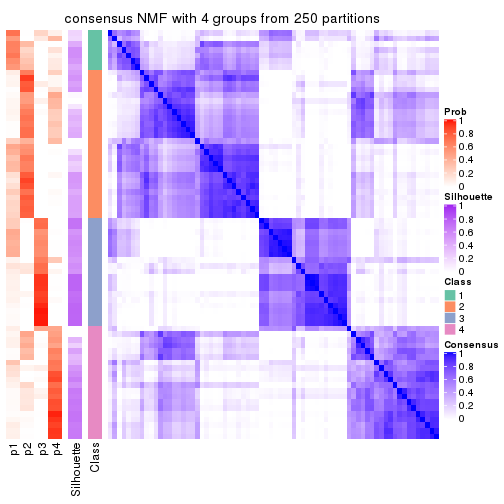 consensus NMF with 4 groups from 250 partitions
Prob
1
0.8
0.6
0.4
0.2
0
Silhouette
1
0.8
0.6
0.4
0.2
0
Class
1
2
3
4
Consensus
1
0.8
0.6
0.4
0.2
0
p1
p2
p3
p4
Silhouette
Class